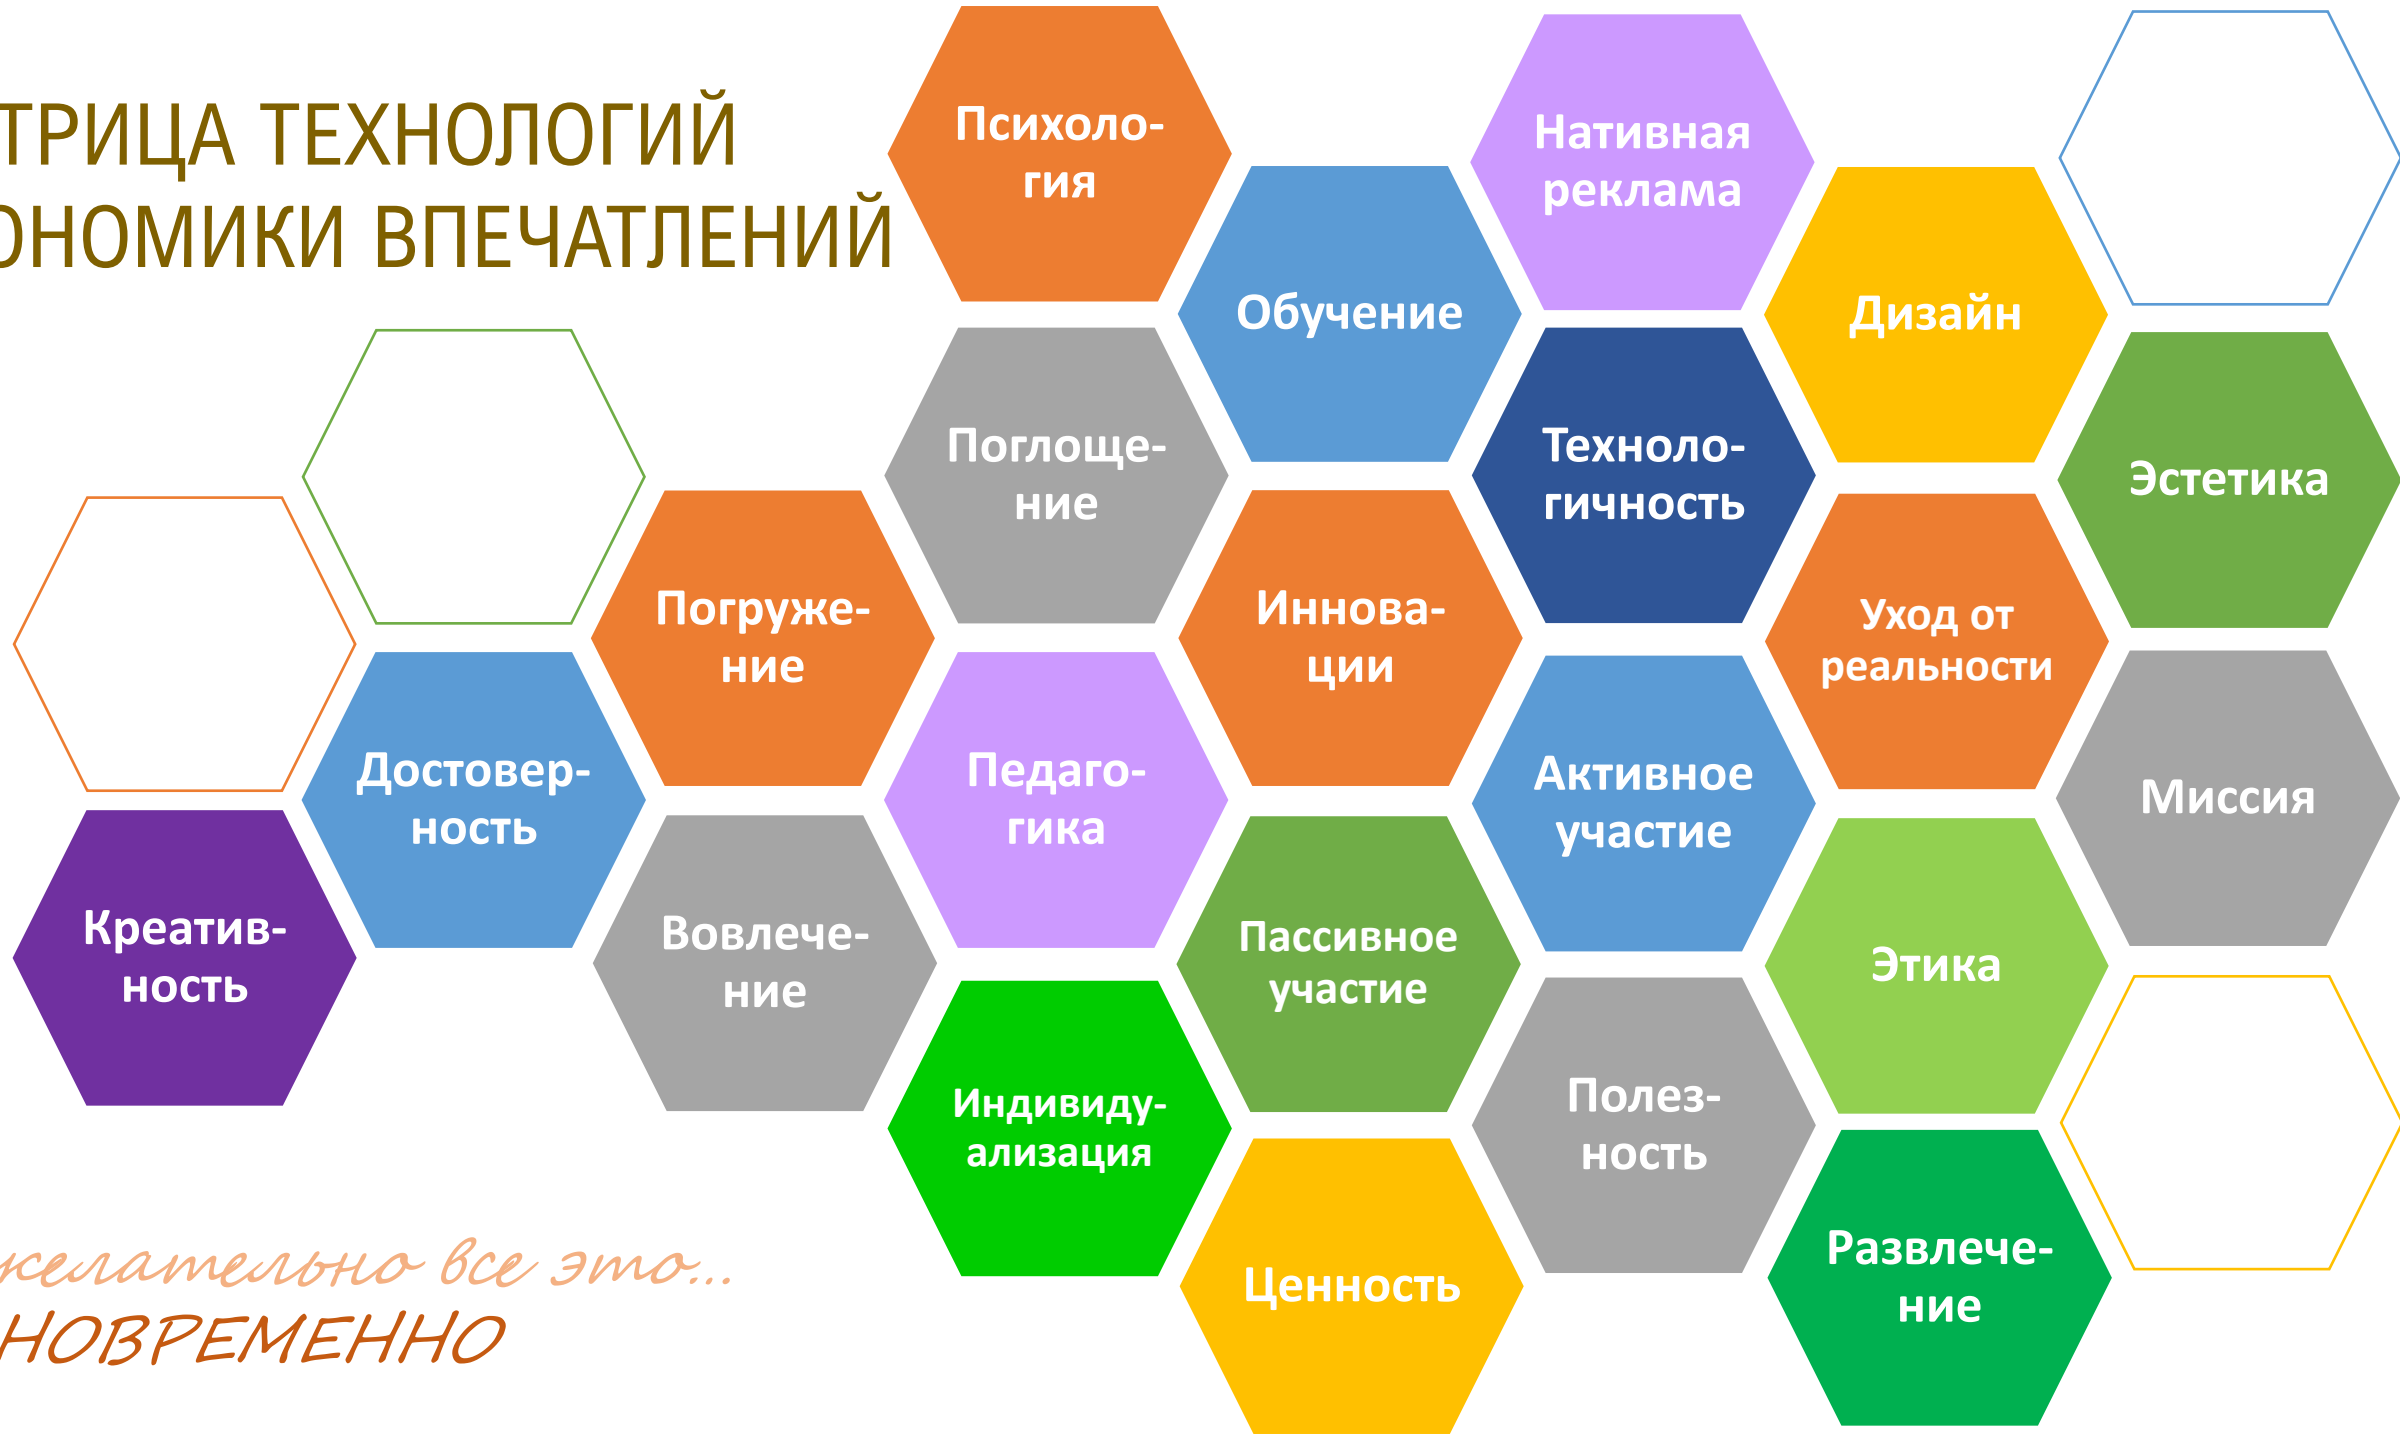 ТРИЦА ТЕХНОЛОГИЙ
ОНОМИКИ ВПЕЧАТЛЕНИЙ
Психоло-
гия
Нативная
реклама
Обучение
Дизайн
Поглоще-
ние
Техноло-
гичность
Эстетика
Погруже-
ние
Иннова-
ции
Уход от
реальности
Достовер-
ность
Педаго-
гика
Активное
участие
Миссия
Креатив-
ность
Вовлече-
ние
Пассивное
участие
Этика
Индивиду-
ализация
Полез-
ность
Ценность
Развлече-
ние
желательно все это...
НОВРЕМЕННО